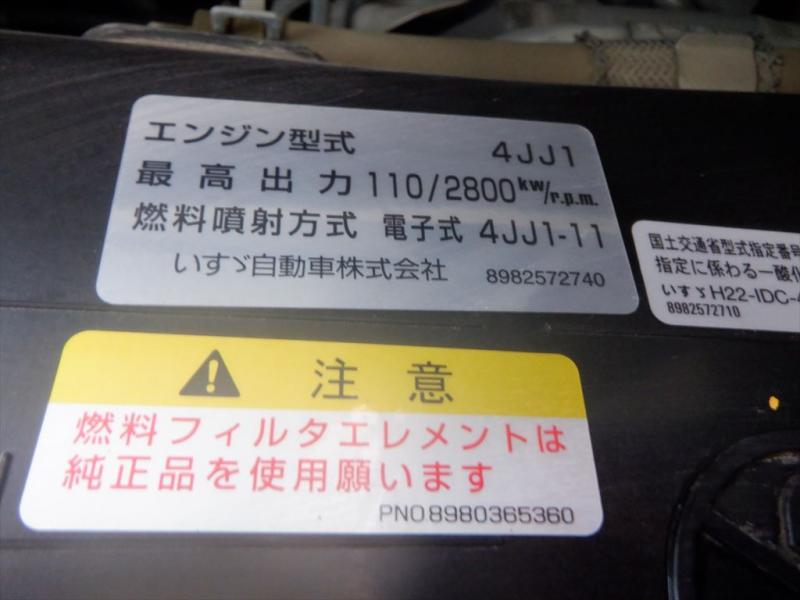 エンジン型式 4JJ1
最高出力 110/2800kw/r.p.m.
燃料噴射方式 電子式 4JJ1-11
いすゞ自動車株式会社 8982572740
国土交通省型式指定番号
指定に係わる一酸化
いすゞH22-IDC-
8982572710
注意
燃料フィルタエレメントは
純正品を使用願います
PNO8980365360